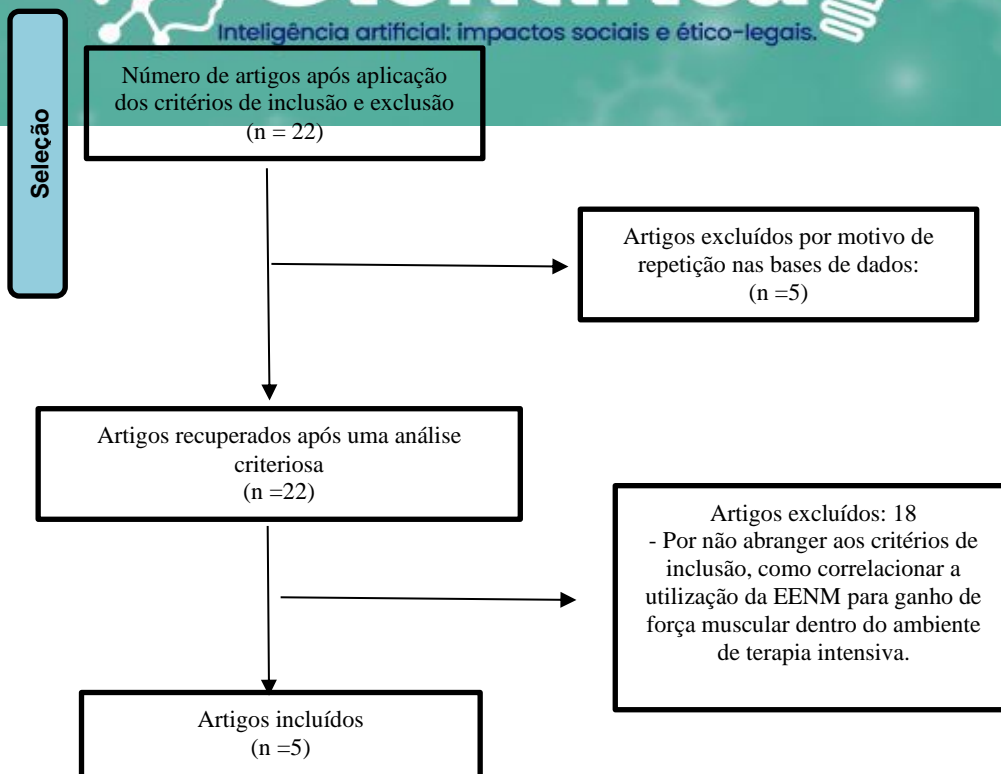 Inteligência artificial: impactos sociais e ético-legais.
Seleção
Número de artigos após aplicação
dos critérios de inclusão e exclusão
(n = 22)
Artigos excluídos por motivo de
repetição nas bases de dados:
(n =5)
Artigos recuperados após uma análise
criteriosa
(n =22)
Artigos excluídos: 18
- Por não abranger aos critérios de
inclusão, como correlacionar a
utilização da EENM para ganho de
força muscular dentro do ambiente
de terapia intensiva.
Artigos incluídos
(n =5)